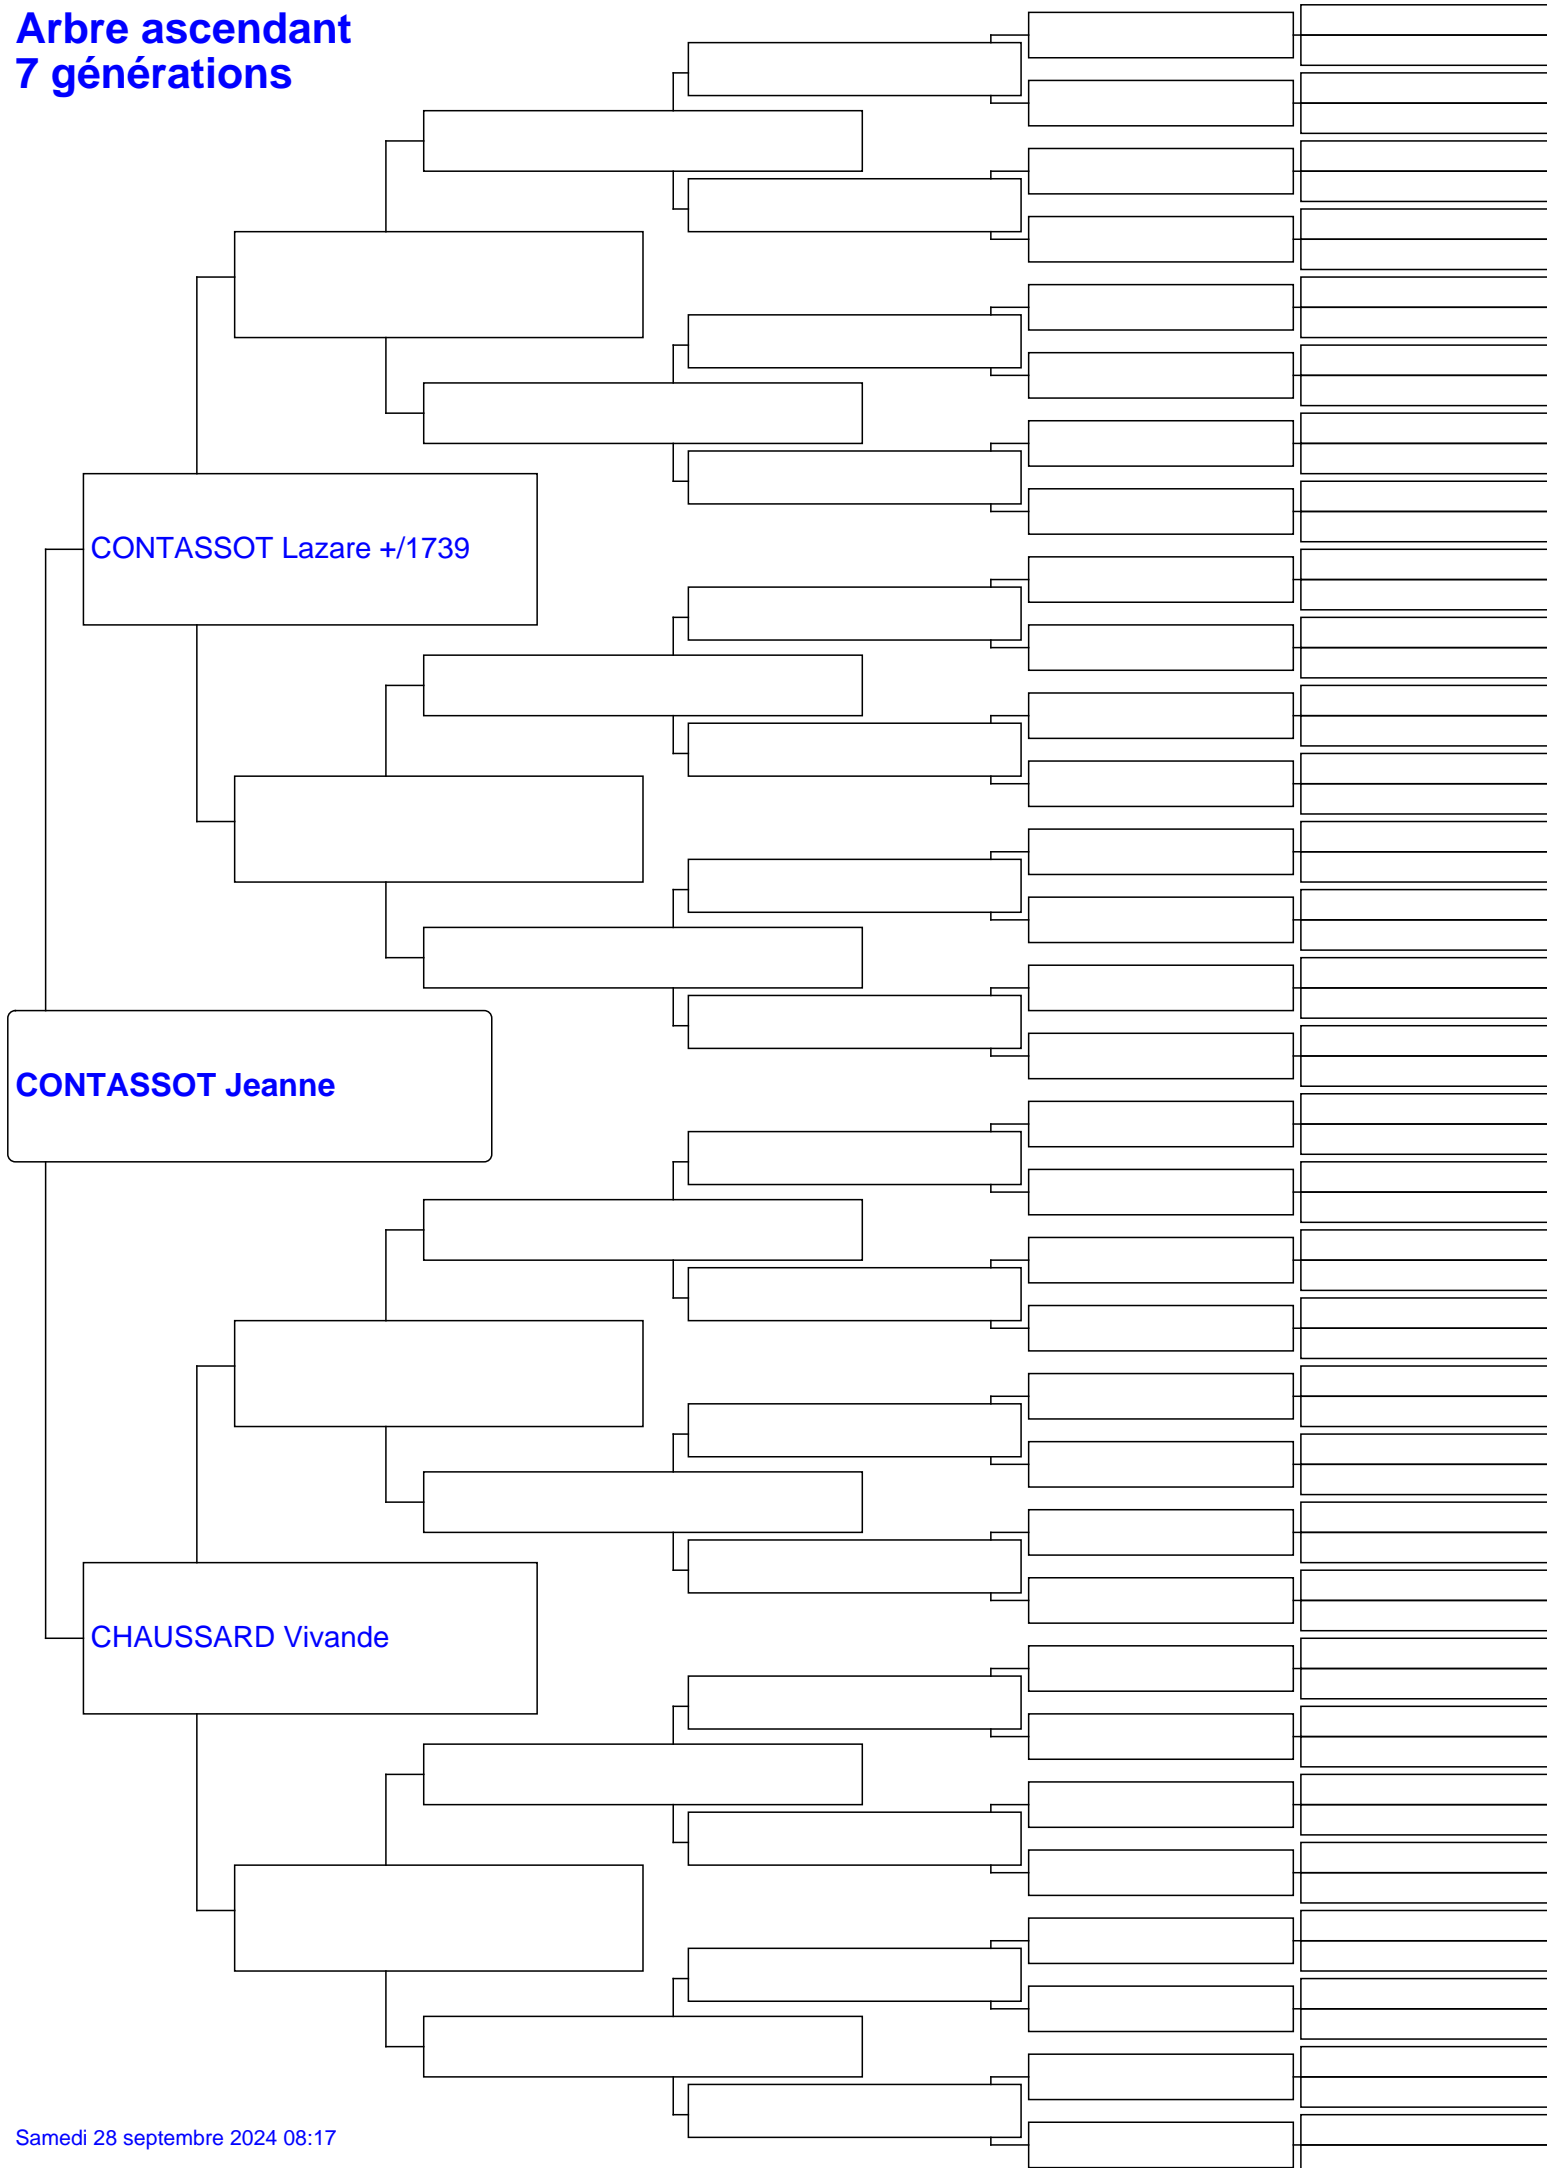 Arbre ascendant
7 générations
CONTASSOT Lazare +/1739
CONTASSOT Jeanne
CHAUSSARD Vivande
Samedi 28 septembre 2024 08:17